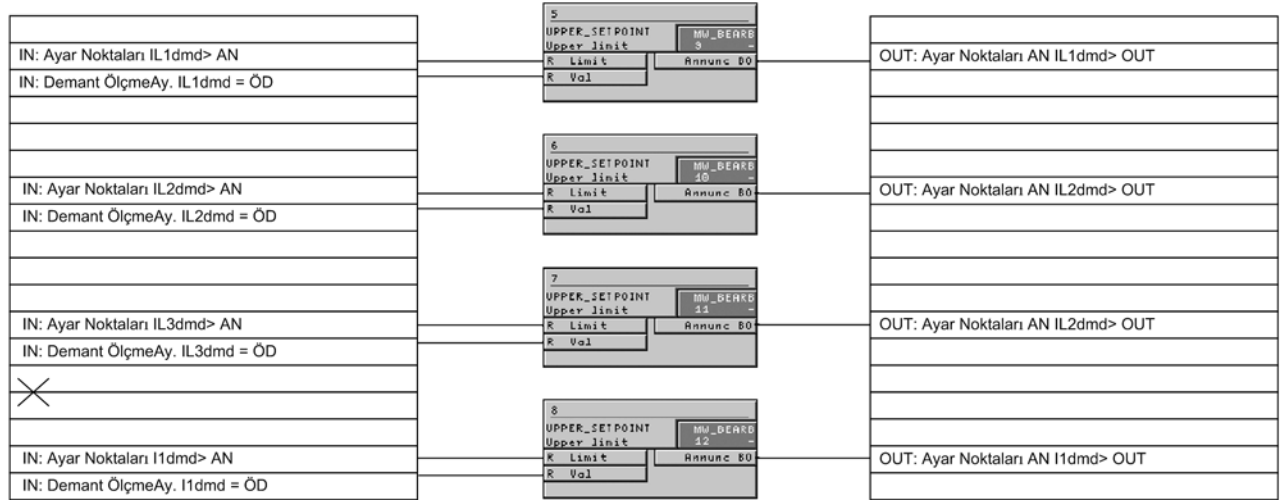 5
UPPER_SETPOINT MW_BEARB
Upper limit 9 -
IN: Ayar Noktaları IL1dmd> AN
R Limit Annunc BO
OUT: Ayar Noktaları AN IL1dmd> OUT
IN: Demant ÖlçmeAy. IL1dmd = ÖD
R Val
6
UPPER_SETPOINT MW_BEARB
Upper limit 10 -
IN: Ayar Noktaları IL2dmd> AN
R Limit Annunc BO
OUT: Ayar Noktaları AN IL2dmd> OUT
IN: Demant ÖlçmeAy. IL2dmd = ÖD
R Val
7
UPPER_SETPOINT MW_BEARB
Upper limit 11 -
IN: Ayar Noktaları IL3dmd> AN
R Limit Annunc BO
OUT: Ayar Noktaları AN IL2dmd> OUT
IN: Demant ÖlçmeAy. IL3dmd = ÖD
R Val
8
UPPER_SETPOINT MW_BEARB
Upper limit 12 -
IN: Ayar Noktaları I1dmd> AN
R Limit Annunc BO
OUT: Ayar Noktaları AN I1dmd> OUT
IN: Demant ÖlçmeAy. I1dmd = ÖD
R Val